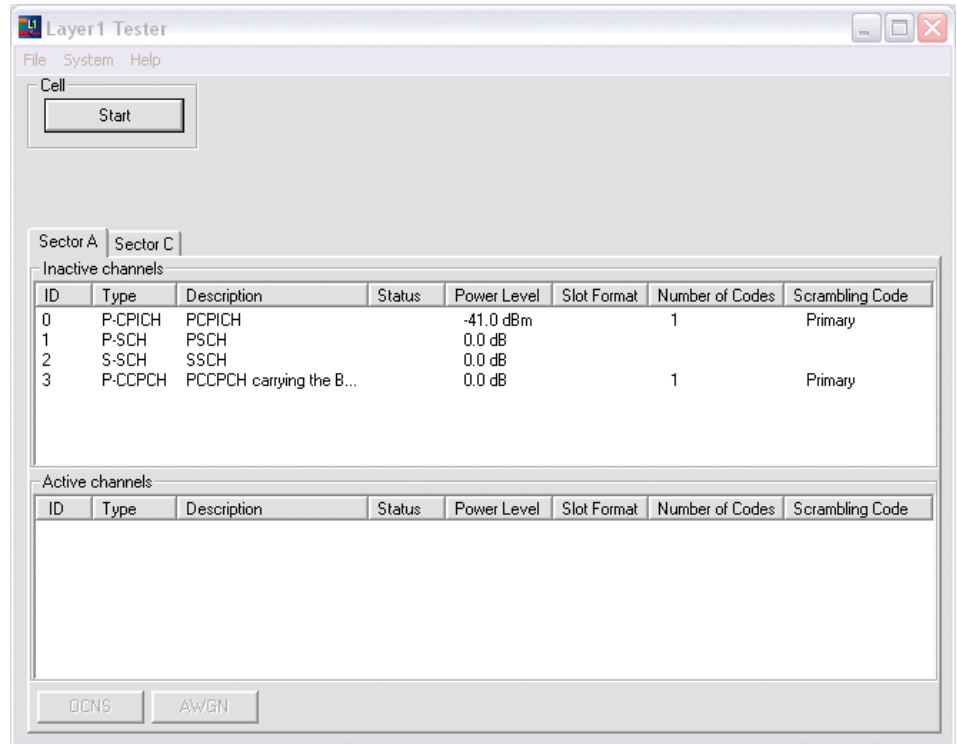 L1 Layer1 Tester
File System Help
Cell
Start
Sector A Sector C
Inactive channels
ID Type Description Status Power Level Slot Format Number of Codes Scrambling Code
0 P-CPICH PCPICH -41.0 dBm 1 Primary
1 P-SCH PSCH 0.0 dB
2 S-SCH SSCH 0.0 dB
3 P-CCPCH PCCPCH carrying the B... 0.0 dB 1 Primary
Active channels
ID Type Description Status Power Level Slot Format Number of Codes Scrambling Code
OCNS AWGN